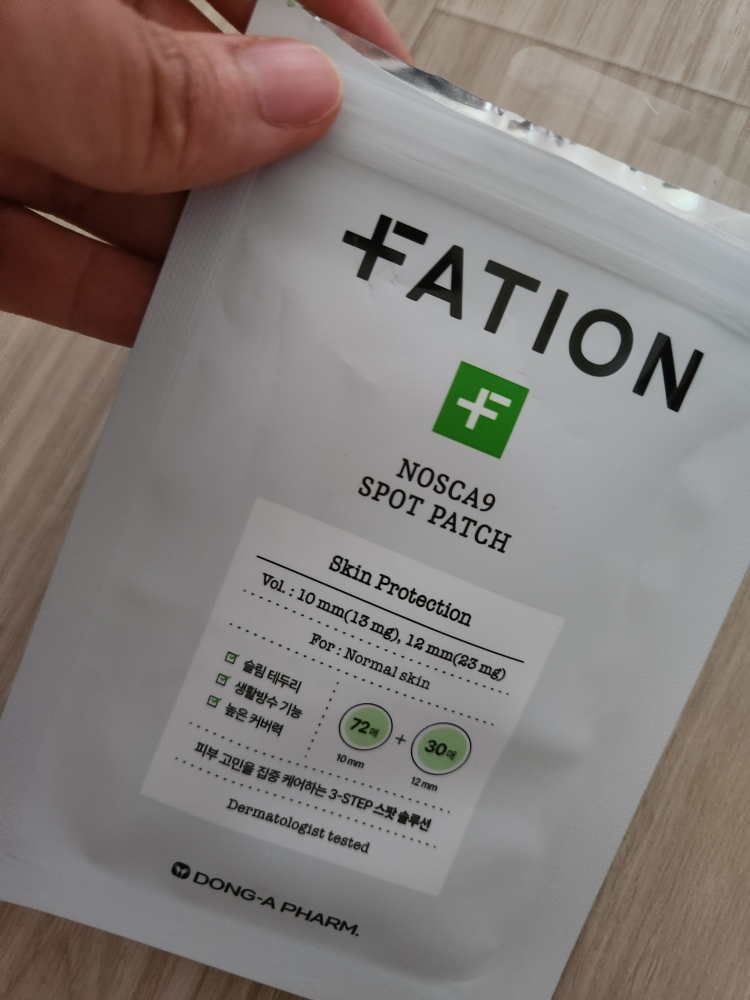 FATION
F
NOSCA9
SPOT PATCH
Skin Protection
Vol. : 10 mm(13 mg), 12 mm(23 mg)
For : Normal skin
슬림 테두리
생활방수 기능
높은 커버력
72매 + 30매
10 mm 12 mm
피부 고민을 집중 케어하는 3-STEP 스팟 솔루션
Dermatologist tested
DONG-A PHARM.